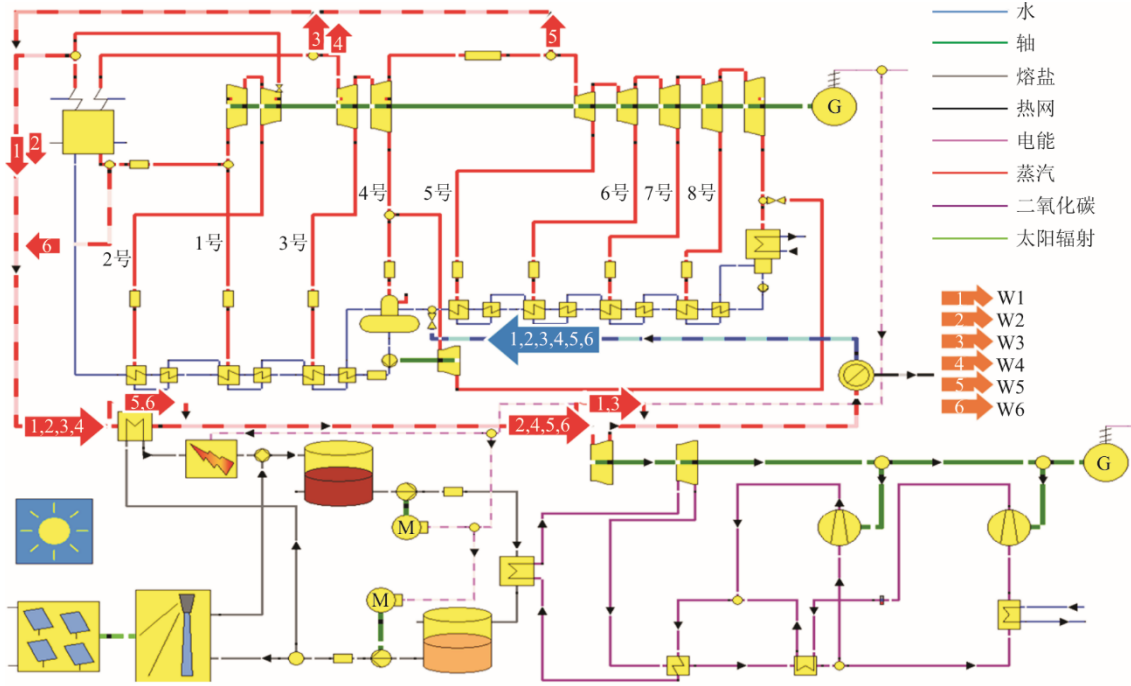 3
4
5
水
轴
熔盐
热网
电能
蒸汽
二氧化碳
太阳辐射
G
1
2
6
2号
1号
3号
4号
5号
6号
7号
8号
1,2,3,4,5,6
1 W1
2 W2
3 W3
4 W4
5 W5
6 W6
1,2,3,4
5,6
2,4,5,6
1,3
G
M
M